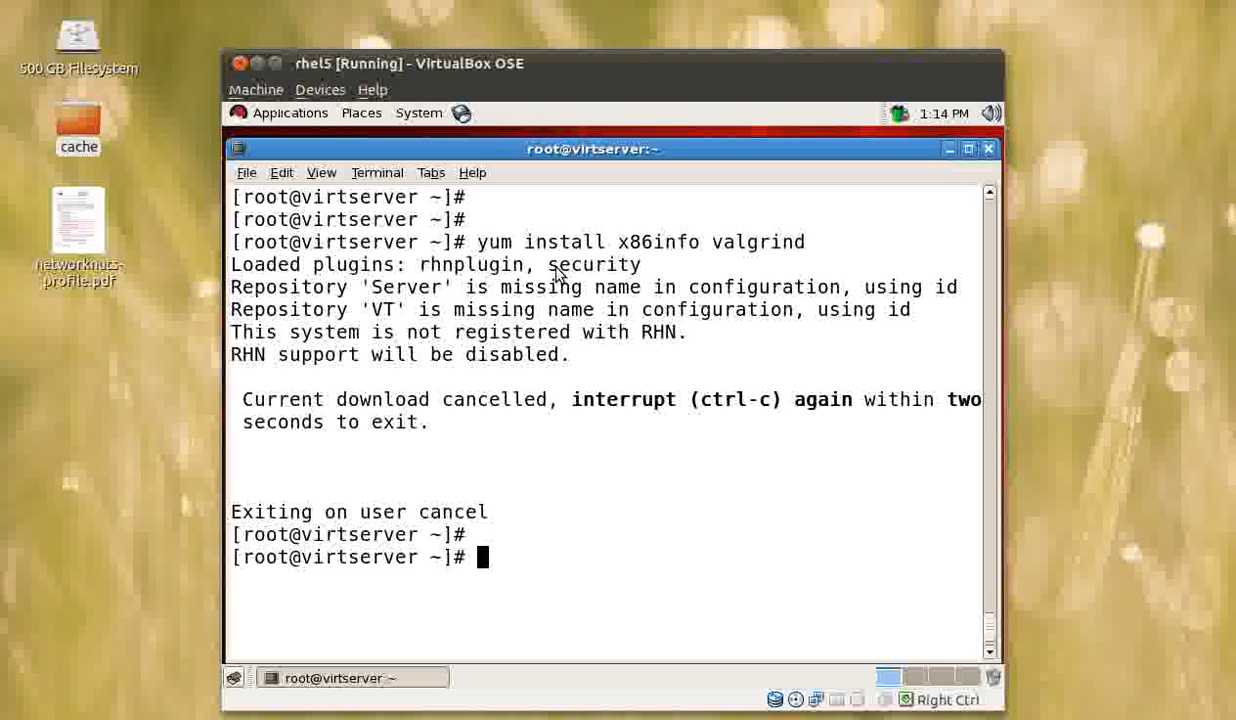 500 GB Filesystem
cache
networknuts-
profile.pdf
rhel5 [Running] - VirtualBox OSE
Machine Devices Help
Applications Places System 1:14 PM
root@virtserver:~
File Edit View Terminal Tabs Help
[root@virtserver ~]#
[root@virtserver ~]#
[root@virtserver ~]# yum install x86info valgrind
Loaded plugins: rhnplugin, security
Repository 'Server' is missing name in configuration, using id
Repository 'VT' is missing name in configuration, using id
This system is not registered with RHN.
RHN support will be disabled.
Current download cancelled, interrupt (ctrl-c) again within two
seconds to exit.
Exiting on user cancel
[root@virtserver ~]#
[root@virtserver ~]#
root@virtserver:~
Right Ctrl